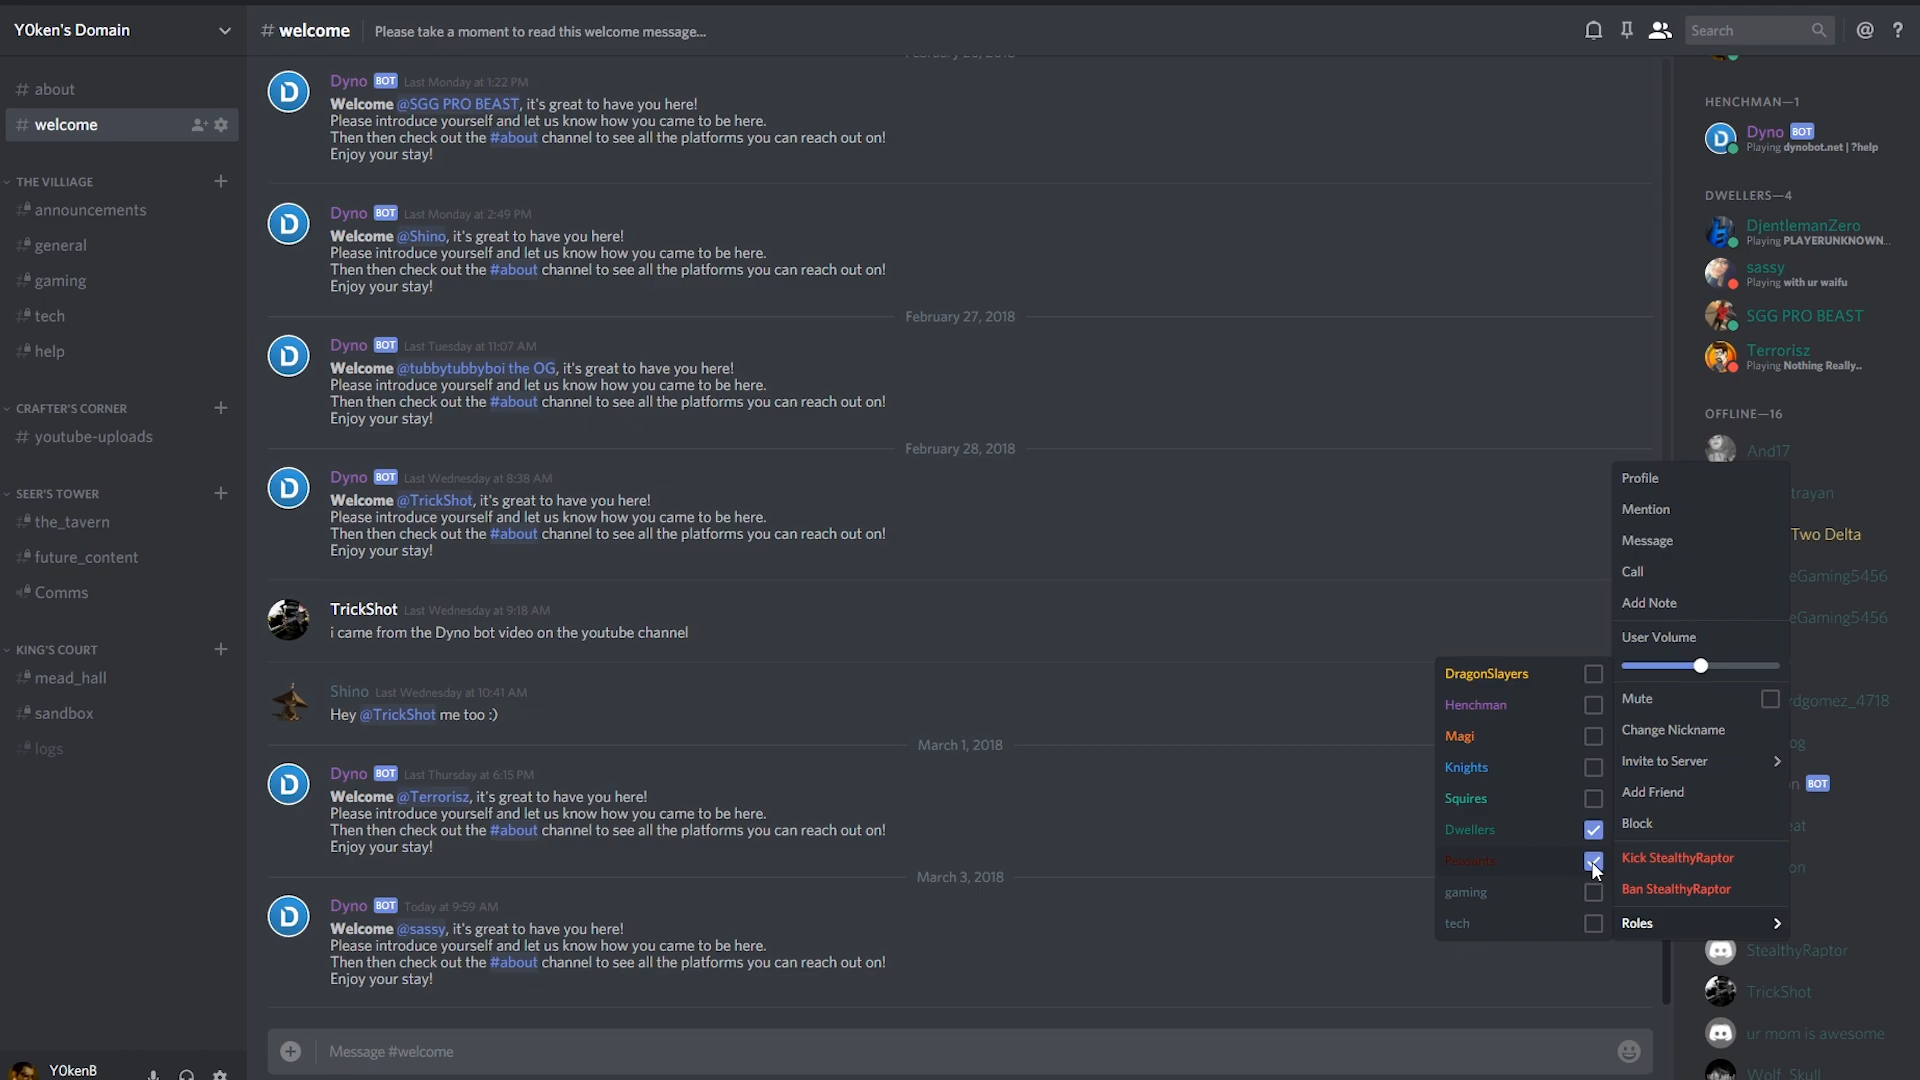 Y0ken's Domain
# about
# welcome
THE VILLIAGE
announcements
general
gaming
tech
help
CRAFTER'S CORNER
# youtube-uploads
SEER'S TOWER
the_tavern
future_content
Comms
KING'S COURT
mead_hall
sandbox
logs
Y0kenB
# welcome
Please take a moment to read this welcome message...
Search
Dyno BOT Last Monday at 1:22 PM
Welcome @SGG PRO BEAST, it's great to have you here!
Please introduce yourself and let us know how you came to be here.
Then then check out the #about channel to see all the platforms you can reach out on!
Enjoy your stay!
Dyno BOT Last Monday at 2:49 PM
Welcome @Shino, it's great to have you here!
Please introduce yourself and let us know how you came to be here.
Then then check out the #about channel to see all the platforms you can reach out on!
Enjoy your stay!
February 27, 2018
Dyno BOT Last Tuesday at 11:07 AM
Welcome @tubbytubbyboi the OG, it's great to have you here!
Please introduce yourself and let us know how you came to be here.
Then then check out the #about channel to see all the platforms you can reach out on!
Enjoy your stay!
February 28, 2018
Dyno BOT Last Wednesday at 8:38 AM
Welcome @TrickShot, it's great to have you here!
Please introduce yourself and let us know how you came to be here.
Then then check out the #about channel to see all the platforms you can reach out on!
Enjoy your stay!
TrickShot Last Wednesday at 9:18 AM
i came from the Dyno bot video on the youtube channel
Shino Last Wednesday at 10:41 AM
Hey @TrickShot me too :)
March 1, 2018
Dyno BOT Last Thursday at 6:15 PM
Welcome @Terrorisz, it's great to have you here!
Please introduce yourself and let us know how you came to be here.
Then then check out the #about channel to see all the platforms you can reach out on!
Enjoy your stay!
March 3, 2018
Dyno BOT Today at 9:59 AM
Welcome @sassy, it's great to have you here!
Please introduce yourself and let us know how you came to be here.
Then then check out the #about channel to see all the platforms you can reach out on!
Enjoy your stay!
Message #welcome
DragonSlayers
Henchman
Magi
Knights
Squires
Dwellers
Peasants
gaming
tech
Profile
Mention
Message
Call
Add Note
User Volume
Mute
Change Nickname
Invite to Server
Add Friend
Block
Kick StealthyRaptor
Ban StealthyRaptor
Roles
HENCHMAN—1
Dyno BOT
Playing dynobot.net | ?help
DWELLERS—4
DjentlemanZero
Playing PLAYERUNKNOWN...
sassy
Playing with ur waifu
SGG PRO BEAST
Terrorisz
Playing Nothing Really..
OFFLINE—16
And17
trayan
Two Delta
eGaming5456
eGaming5456
rdgomez_4718
og
n BOT
eat
on
StealthyRaptor
TrickShot
ur mom is awesome
Wolf_Skull